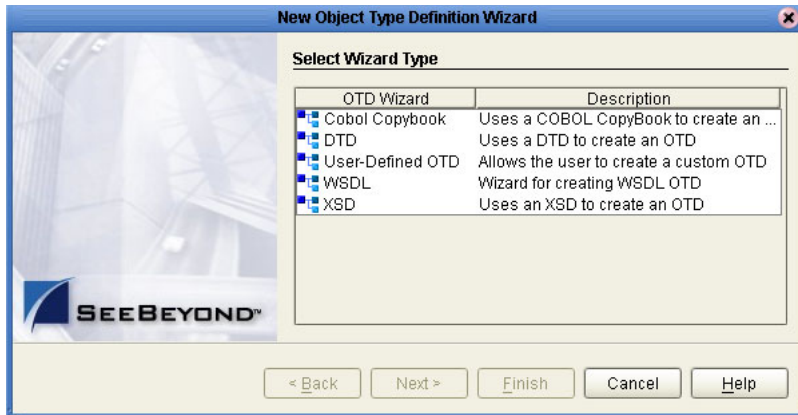 New Object Type Definition Wizard
Select Wizard Type
OTD Wizard Description
Cobol Copybook Uses a COBOL CopyBook to create an ...
DTD Uses a DTD to create an OTD
User-Defined OTD Allows the user to create a custom OTD
WSDL Wizard for creating WSDL OTD
XSD Uses an XSD to create an OTD
SEEBEYOND™
< Back Next > Finish Cancel Help